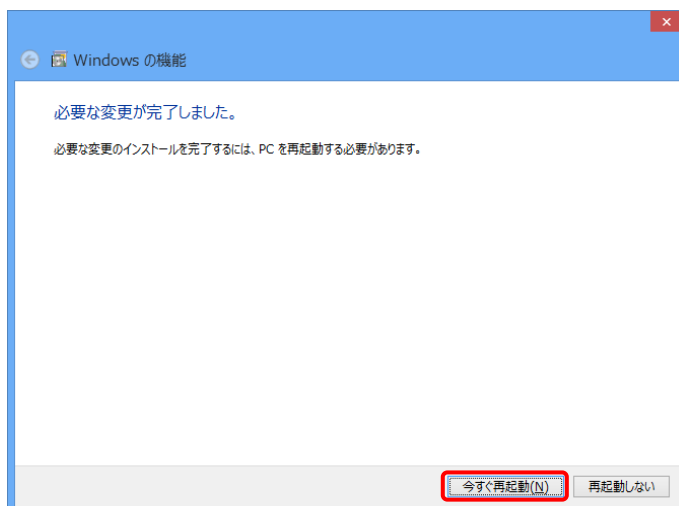 Windows の機能
必要な変更が完了しました。
必要な変更のインストールを完了するには、PC を再起動する必要があります。
今すぐ再起動(N)
再起動しない